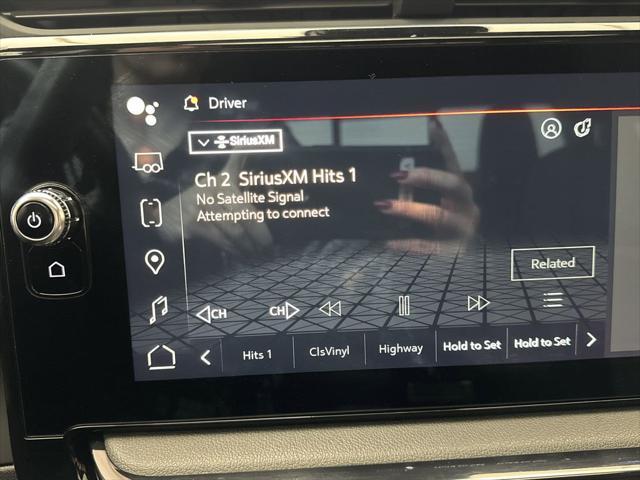 Driver
SiriusXM
Ch 2 SiriusXM Hits 1
No Satellite Signal
Attempting to connect
Related
CH CH
Hits 1 ClsVinyl Highway Hold to Set Hold to Set